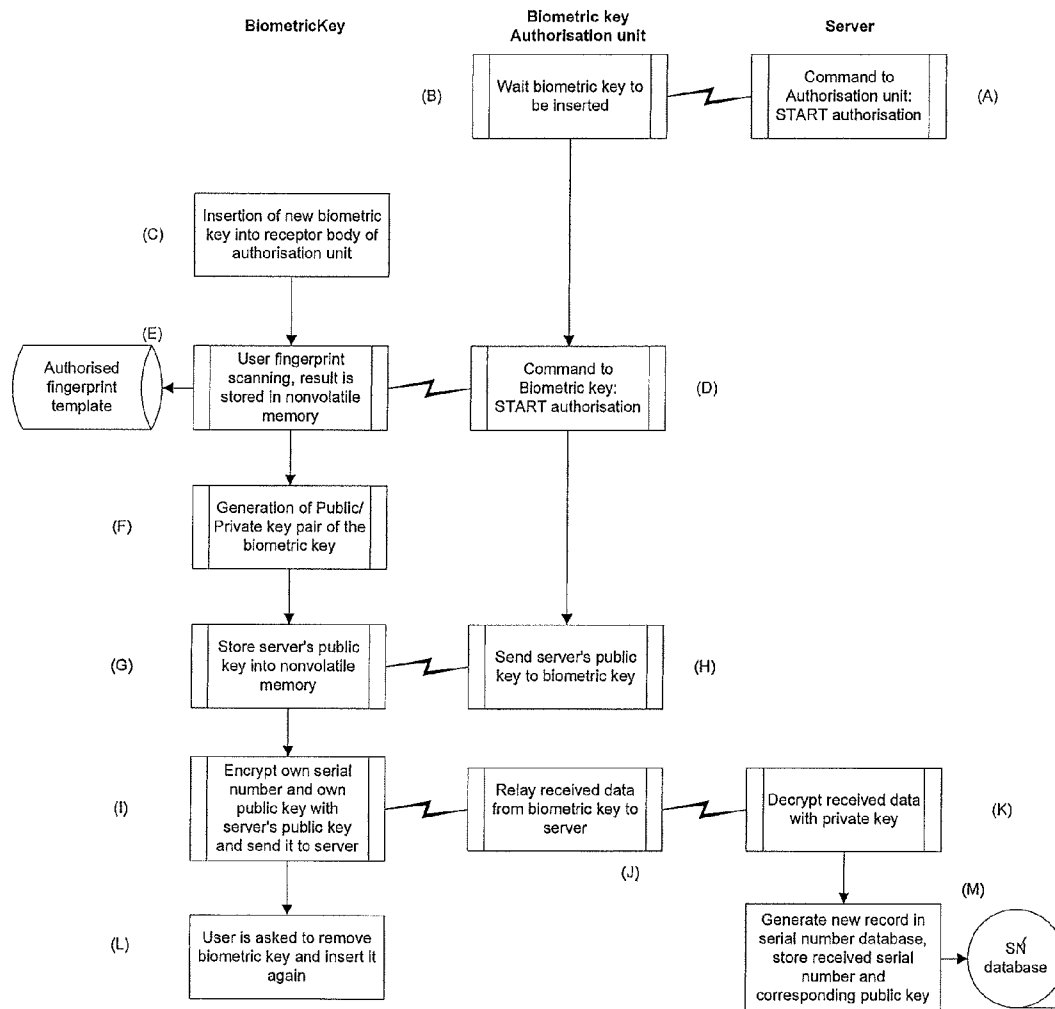 BiometricKey
Biometric key
Authorisation unit
Server
(B)
Wait biometric key to
be inserted
Command to
Authorisation unit:
START authorisation
(A)
(C)
Insertion of new biometric
key into receptor body of
authorisation unit
(E)
Authorised
fingerprint
template
User fingerprint
scanning, result is
stored in nonvolatile
memory
Command to
Biometric key:
START authorisation
(D)
(F)
Generation of Public/
Private key pair of the
biometric key
(G)
Store server's public
key into nonvolatile
memory
Send server's public
key to biometric key
(H)
(I)
Encrypt own serial
number and own
public key with
server's public key
and send it to server
Relay received data
from biometric key to
server
(J)
Decrypt received data
with private key
(K)
(L)
User is asked to remove
biometric key and insert it
again
(M)
Generate new record in
serial number database,
store received serial
number and
corresponding public key
SN
database